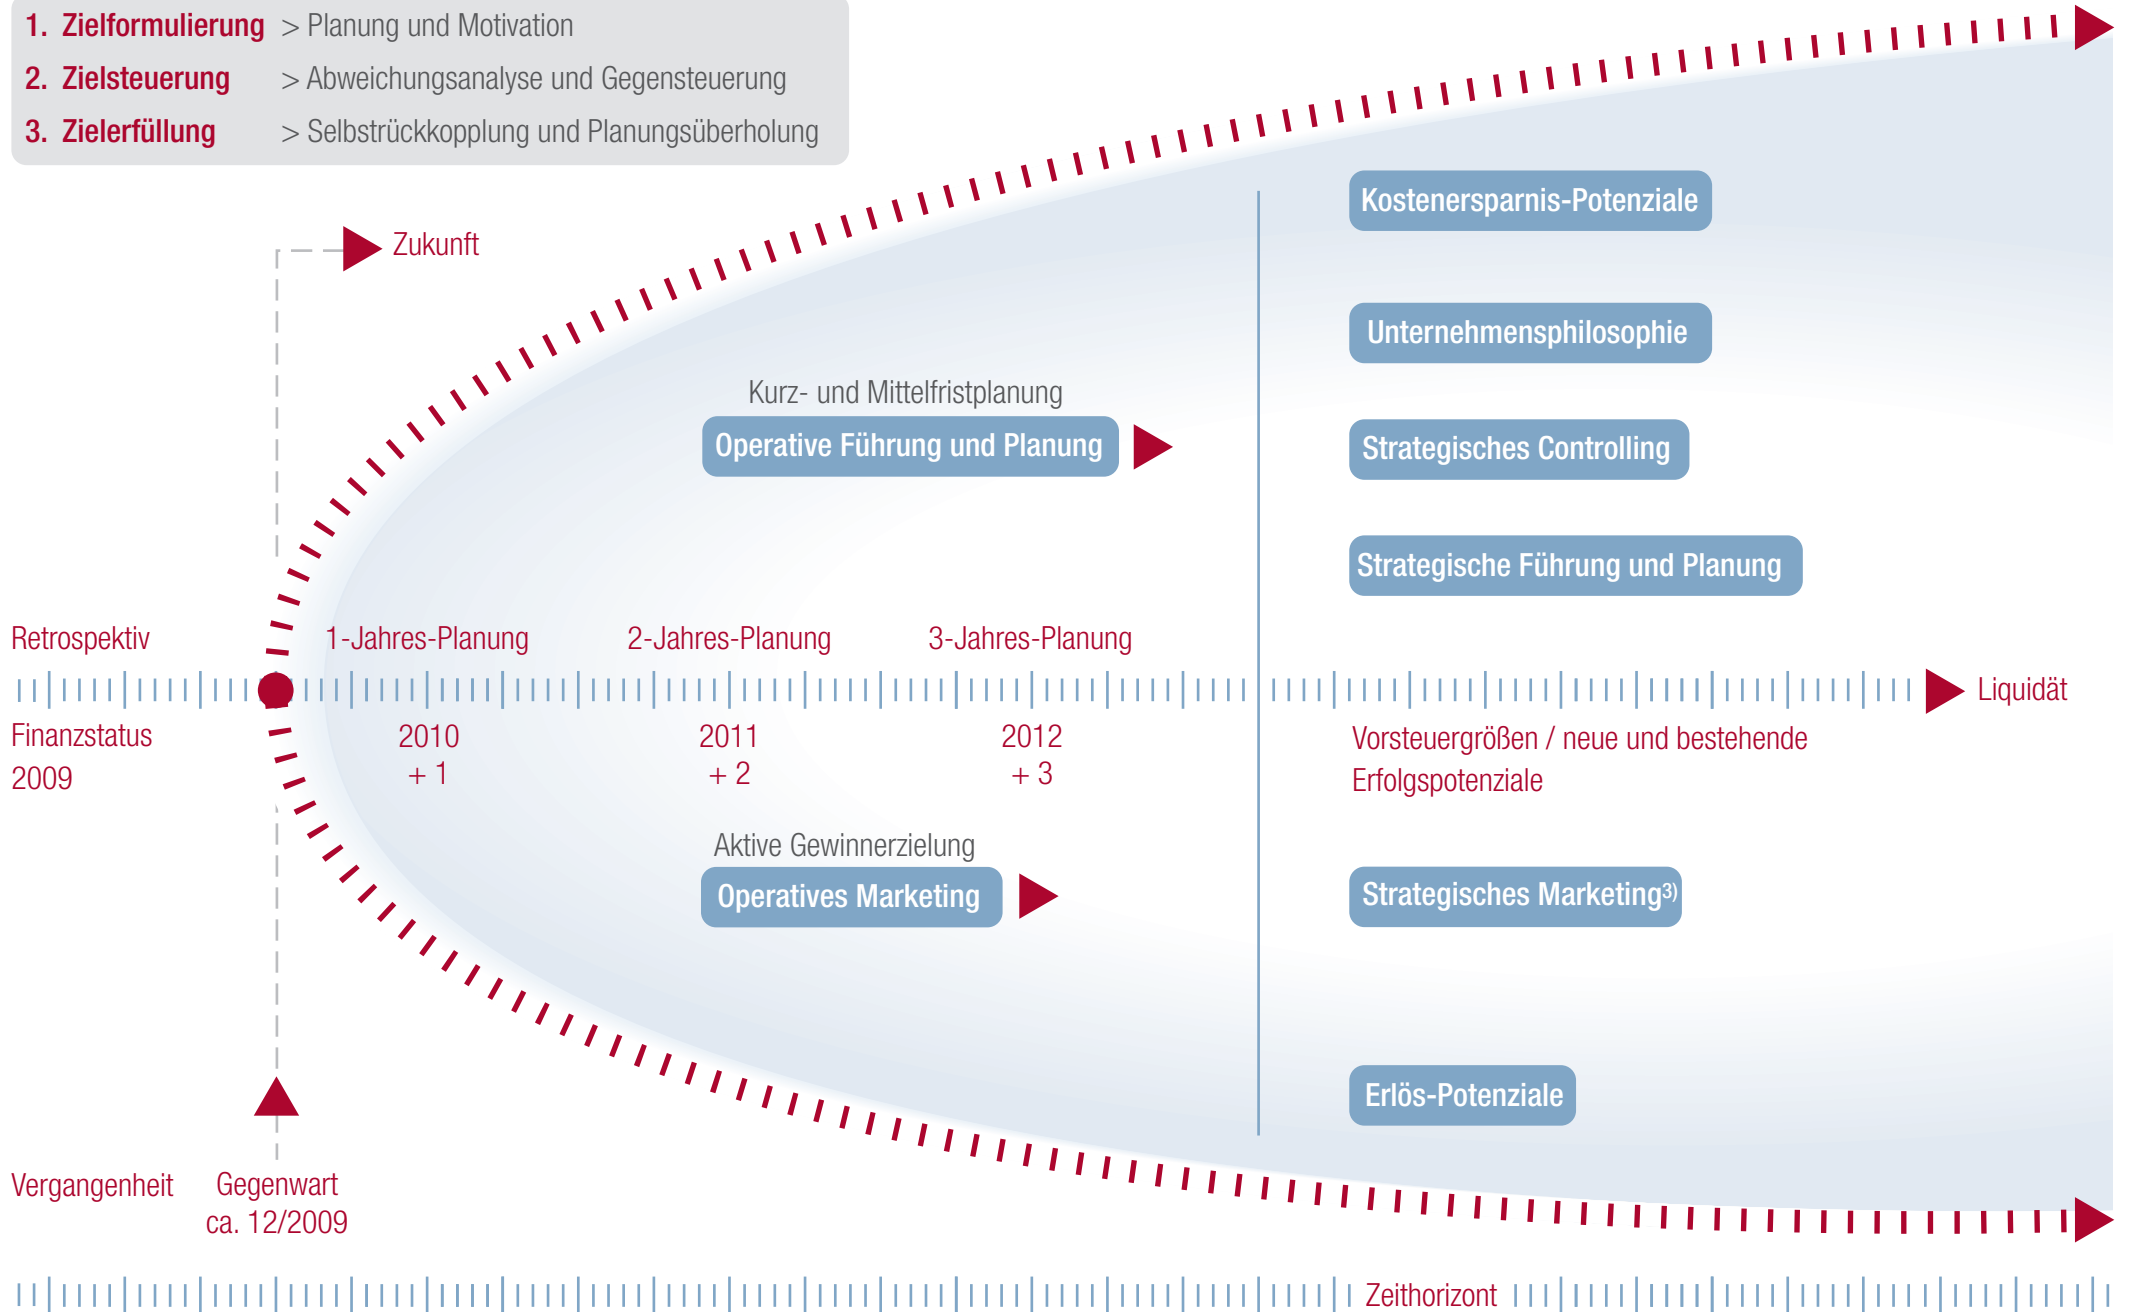 1. Zielformulierung > Planung und Motivation
2. Zielsteuerung > Abweichungsanalyse und Gegensteuerung
3. Zielerfüllung > Selbstrückkopplung und Planungsüberholung
Zukunft
Kostenersparnis-Potenziale
Unternehmensphilosophie
Kurz- und Mittelfristplanung
Operative Führung und Planung
Strategisches Controlling
Strategische Führung und Planung
Retrospektiv
1-Jahres-Planung
2-Jahres-Planung
3-Jahres-Planung
Liquidät
Finanzstatus
2009
2010
+ 1
2011
+ 2
2012
+ 3
Vorsteuergrößen / neue und bestehende
Erfolgspotenziale
Aktive Gewinnerzielung
Operatives Marketing
Strategisches Marketing3)
Erlös-Potenziale
Vergangenheit
Gegenwart
ca. 12/2009
Zeithorizont